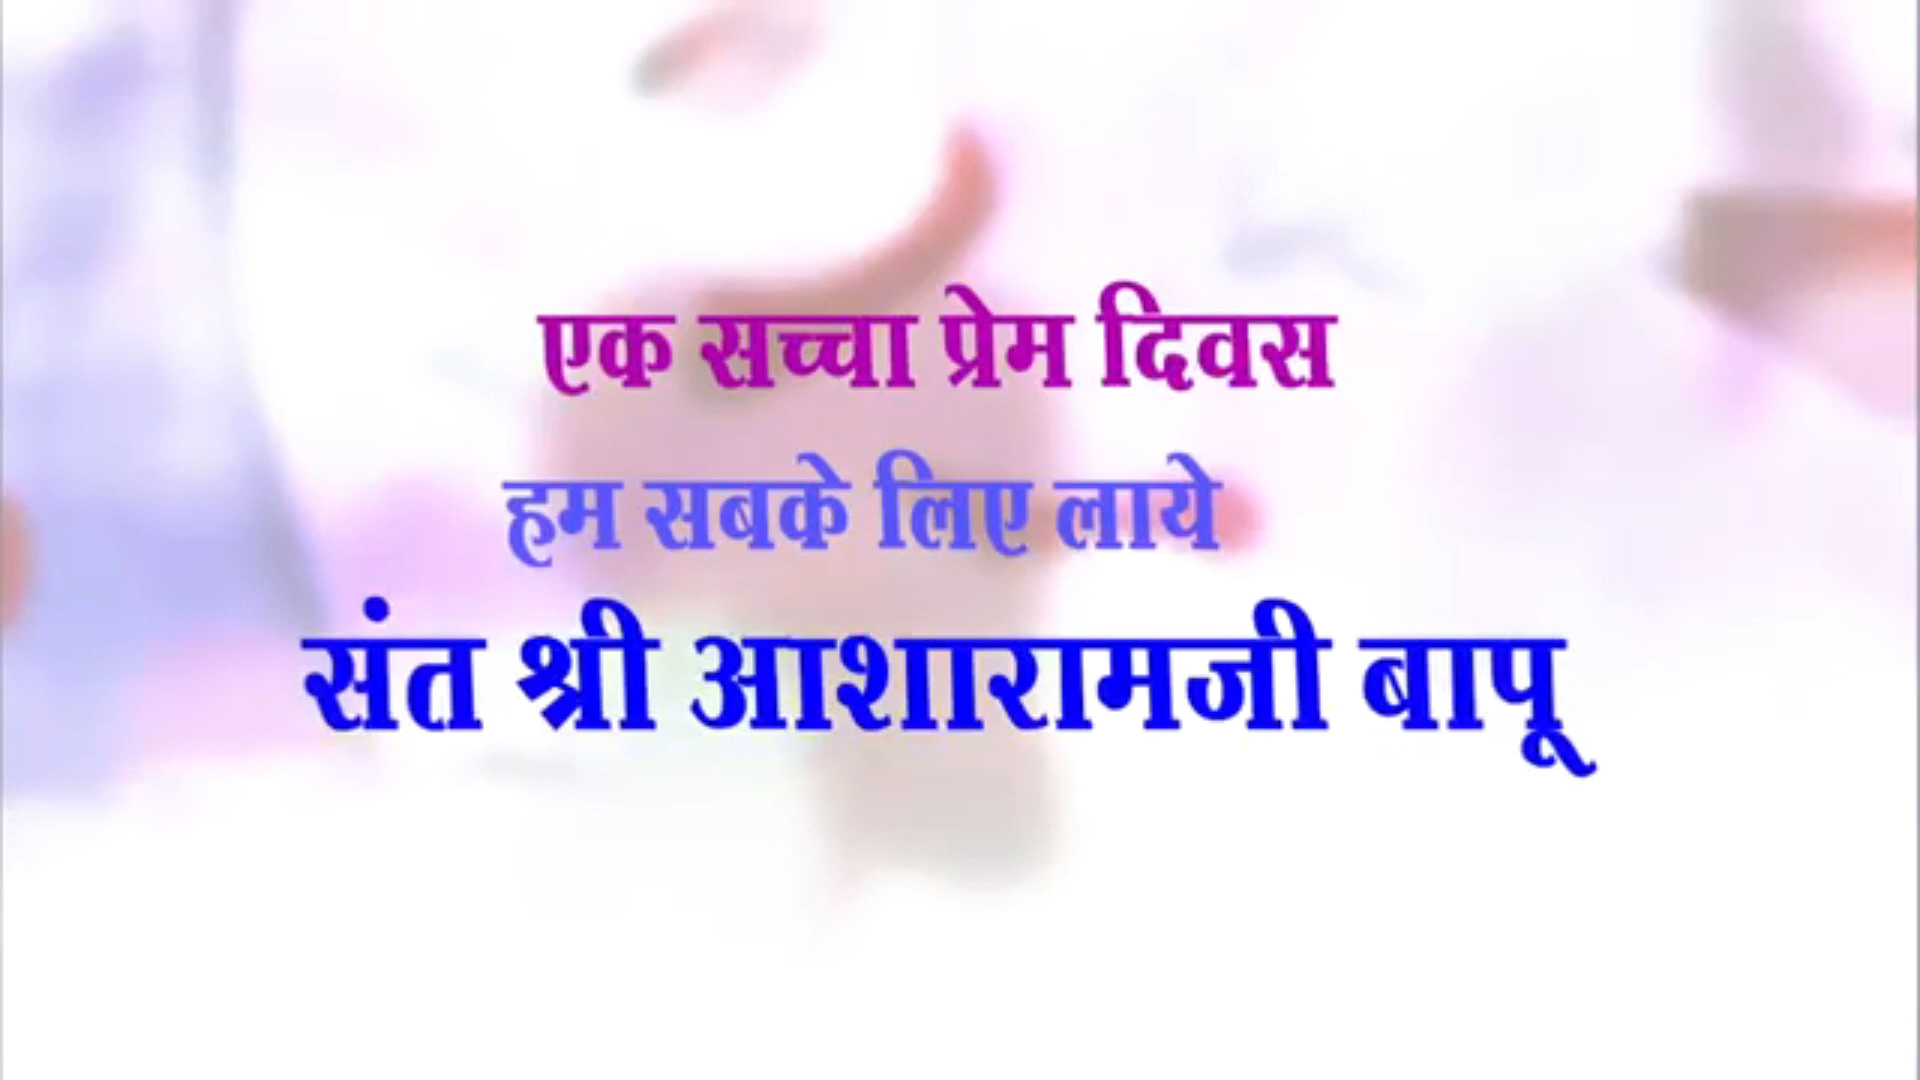 एक सच्चा प्रेम दिवस
हम सबके लिए लाये
संत श्री आशारामजी बापू